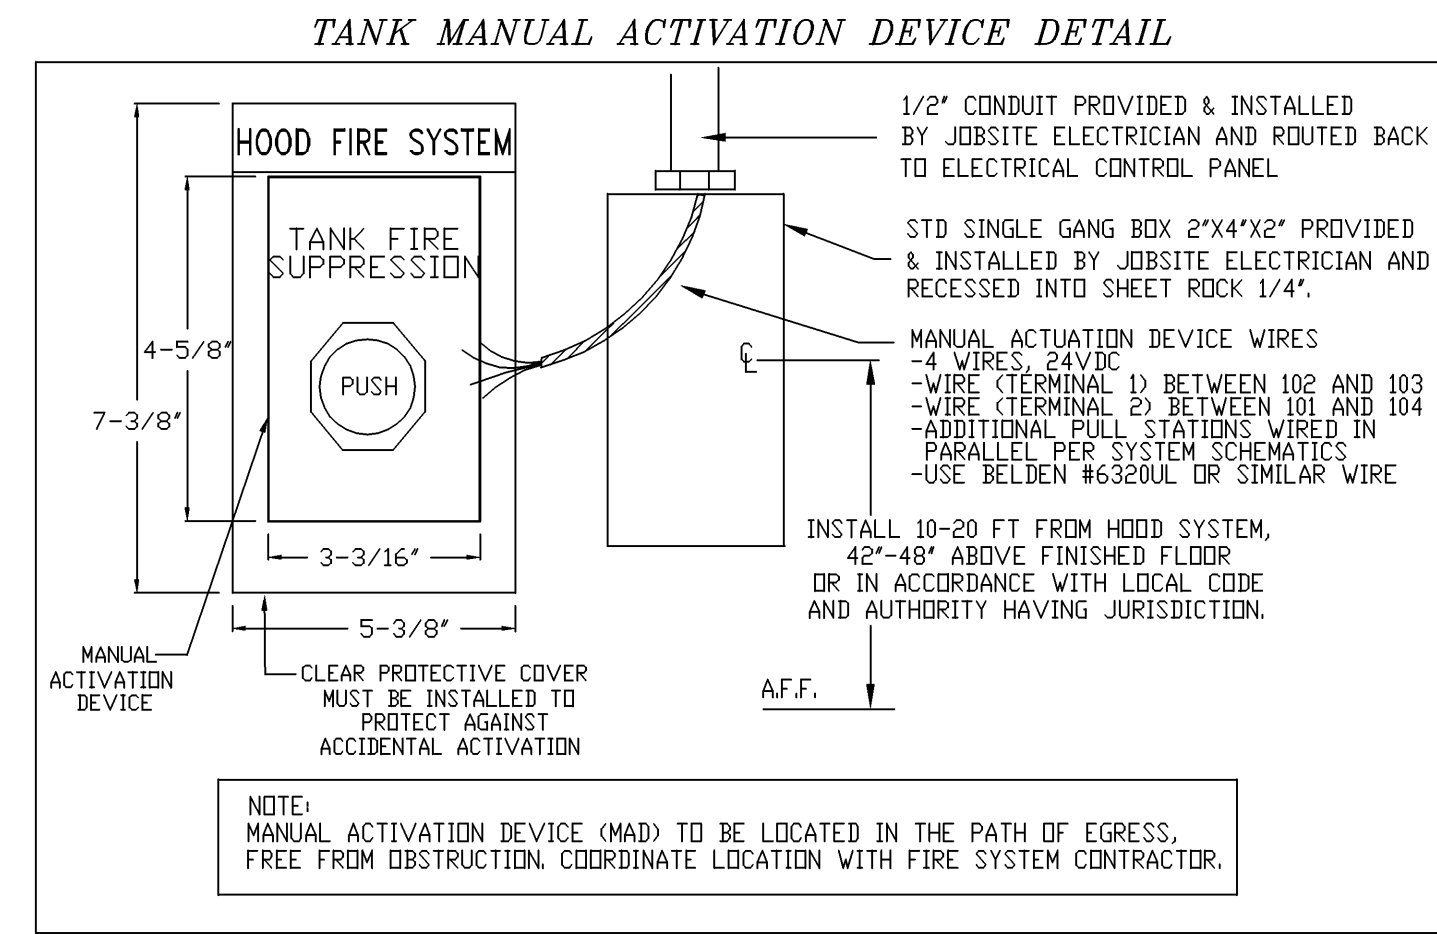 TANK MANUAL ACTIVATION DEVICE DETAIL
HOOD FIRE SYSTEM
TANK FIRE
SUPPRESSION
PUSH
4-5/8"
7-3/8"
3-3/16"
5-3/8"
MANUAL
ACTIVATION
DEVICE
CLEAR PROTECTIVE COVER
MUST BE INSTALLED TO
PROTECT AGAINST
ACCIDENTAL ACTIVATION
1/2" CONDUIT PROVIDED & INSTALLED
BY JOBSITE ELECTRICIAN AND ROUTED BACK
TO ELECTRICAL CONTROL PANEL
STD SINGLE GANG BOX 2"X4"X2" PROVIDED
& INSTALLED BY JOBSITE ELECTRICIAN AND
RECESSED INTO SHEET ROCK 1/4".
MANUAL ACTUATION DEVICE WIRES
-4 WIRES, 24VDC
-WIRE (TERMINAL 1) BETWEEN 102 AND 103
-WIRE (TERMINAL 2) BETWEEN 101 AND 104
-ADDITIONAL PULL STATIONS WIRED IN
PARALLEL PER SYSTEM SCHEMATICS
-USE BELDEN #6320UL OR SIMILAR WIRE
℄
INSTALL 10-20 FT FROM HOOD SYSTEM,
42"-48" ABOVE FINISHED FLOOR
OR IN ACCORDANCE WITH LOCAL CODE
AND AUTHORITY HAVING JURISDICTION.
A.F.F.
NOTE:
MANUAL ACTIVATION DEVICE (MAD) TO BE LOCATED IN THE PATH OF EGRESS,
FREE FROM OBSTRUCTION. COORDINATE LOCATION WITH FIRE SYSTEM CONTRACTOR.